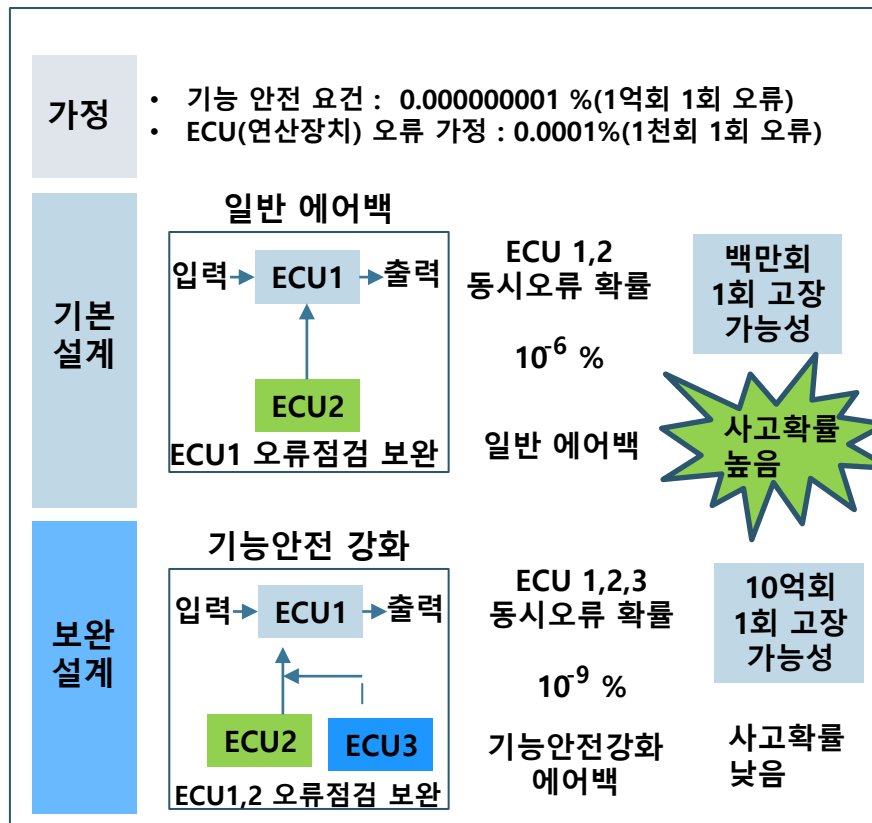 가정
• 기능 안전 요건 : 0.000000001 %(1억회 1회 오류)
• ECU(연산장치) 오류 가정 : 0.0001%(1천회 1회 오류)
기본
설계
일반 에어백
입력 ECU1 출력
ECU2
ECU1 오류점검 보완
ECU 1,2
동시오류 확률
10⁻⁶ %
일반 에어백
백만회
1회 고장
가능성
사고확률
높음
보완
설계
기능안전 강화
입력 ECU1 출력
ECU2 ECU3
ECU1,2 오류점검 보완
ECU 1,2,3
동시오류 확률
10⁻⁹ %
기능안전강화
에어백
10억회
1회 고장
가능성
사고확률
낮음